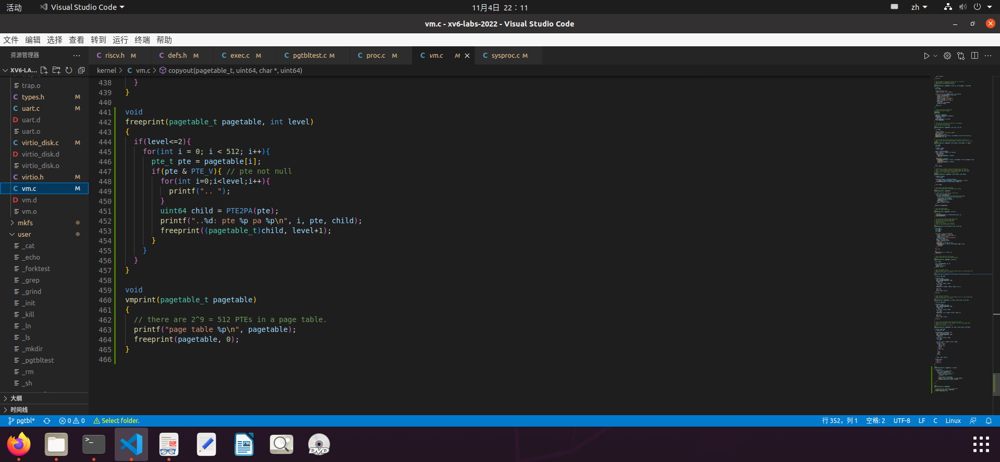 活动
Visual Studio Code
11月4日 22：11
zh
vm.c - xv6-labs-2022 - Visual Studio Code
文件 编辑 选择 查看 转到 运行 终端 帮助
资源管理器
riscv.h M
defs.h M
exec.c M
pgtbltest.c M
proc.c M
vm.c M
sysproc.c M
XV6-LA...
kernel > vm.c > copyout(pagetable_t, uint64, char *, uint64)
trap.o
types.h M
uart.c M
uart.d
uart.o
virtio_disk.c M
virtio_disk.d
virtio_disk.o
virtio.h M
vm.c M
vm.d
vm.o
mkfs
user
_cat
_echo
_forktest
_grep
_grind
_init
_kill
_ln
_ls
_mkdir
_pgtbltest
_rm
_sh
大纲
时间线
438 }
439 }
440
441 void
442 freeprint(pagetable_t pagetable, int level)
443 {
444 if(level<=2){
445 for(int i = 0; i < 512; i++){
446 pte_t pte = pagetable[i];
447 if(pte & PTE_V){ // pte not null
448 for(int i=0;i<level;i++){
449 printf(".. ");
450 }
451 uint64 child = PTE2PA(pte);
452 printf("..%d: pte %p pa %p\n", i, pte, child);
453 freeprint((pagetable_t)child, level+1);
454 }
455 }
456 }
457 }
458
459 void
460 vmprint(pagetable_t pagetable)
461 {
462 // there are 2^9 = 512 PTEs in a page table.
463 printf("page table %p\n", pagetable);
464 freeprint(pagetable, 0);
465 }
466
pgtbl* 0 0 Select folder. 行 352，列 1 空格: 2 UTF-8 LF C Linux
>_
DVD